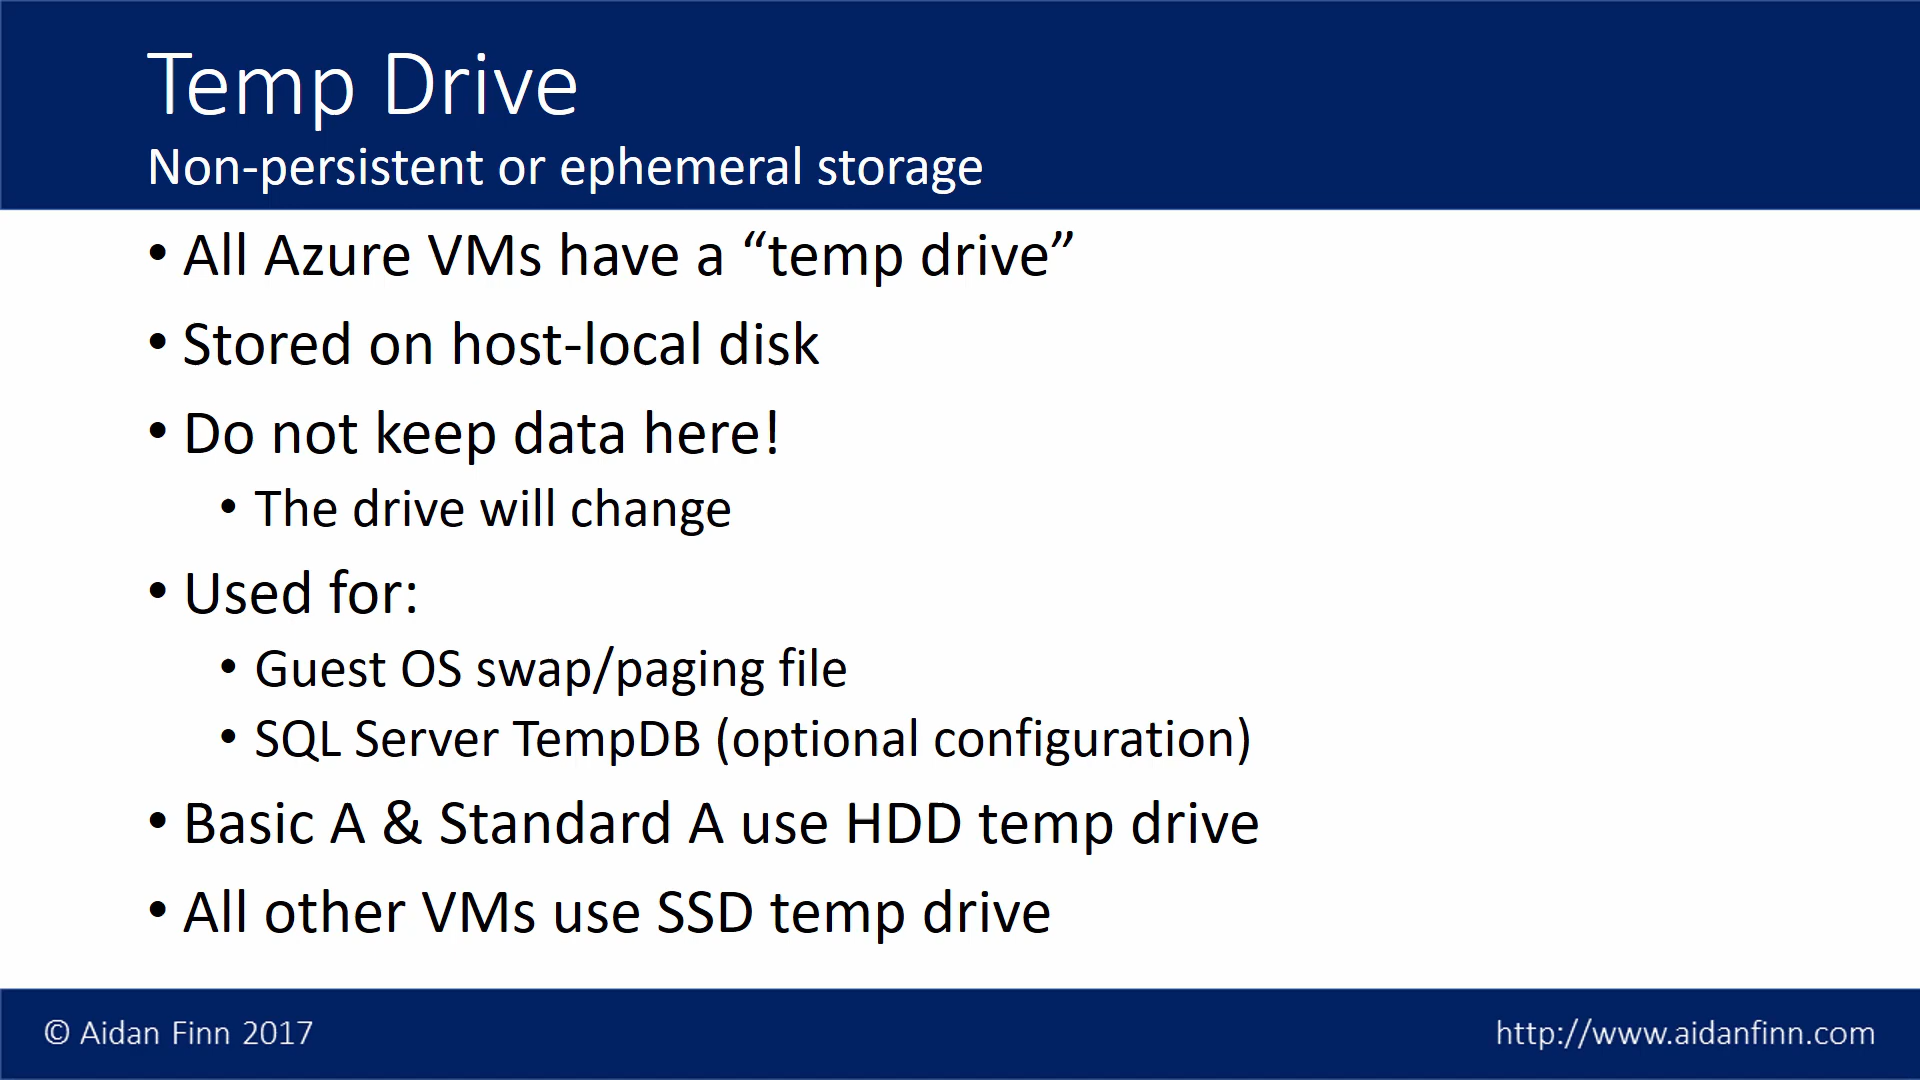 Temp Drive
Non-persistent or ephemeral storage
• All Azure VMs have a “temp drive”
• Stored on host-local disk
• Do not keep data here!
• The drive will change
• Used for:
• Guest OS swap/paging file
• SQL Server TempDB (optional configuration)
• Basic A & Standard A use HDD temp drive
• All other VMs use SSD temp drive
© Aidan Finn 2017
http://www.aidanfinn.com